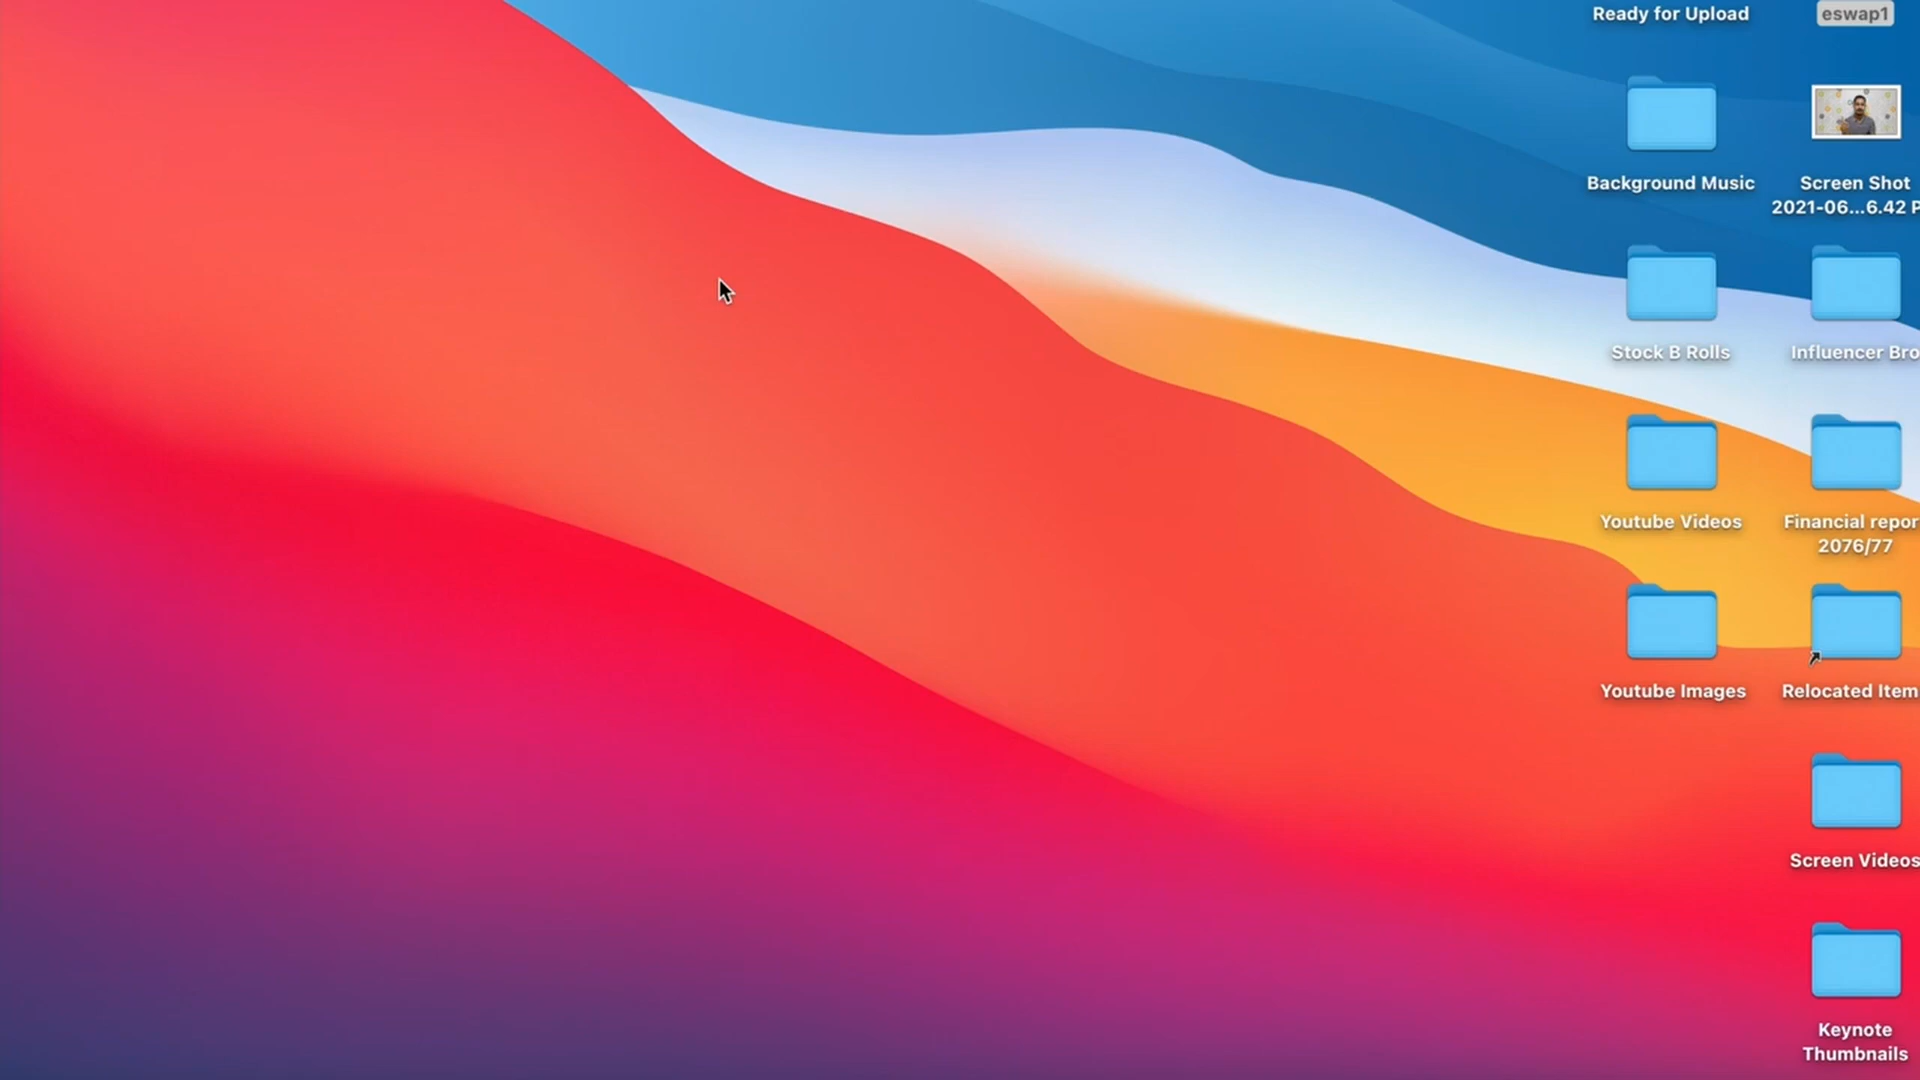 Ready for Upload
eswap1
Background Music
Screen Shot
2021-06...6.42 P
Stock B Rolls
Influencer Bro
Youtube Videos
Financial repor
2076/77
Youtube Images
Relocated Item
Screen Videos
Keynote
Thumbnails